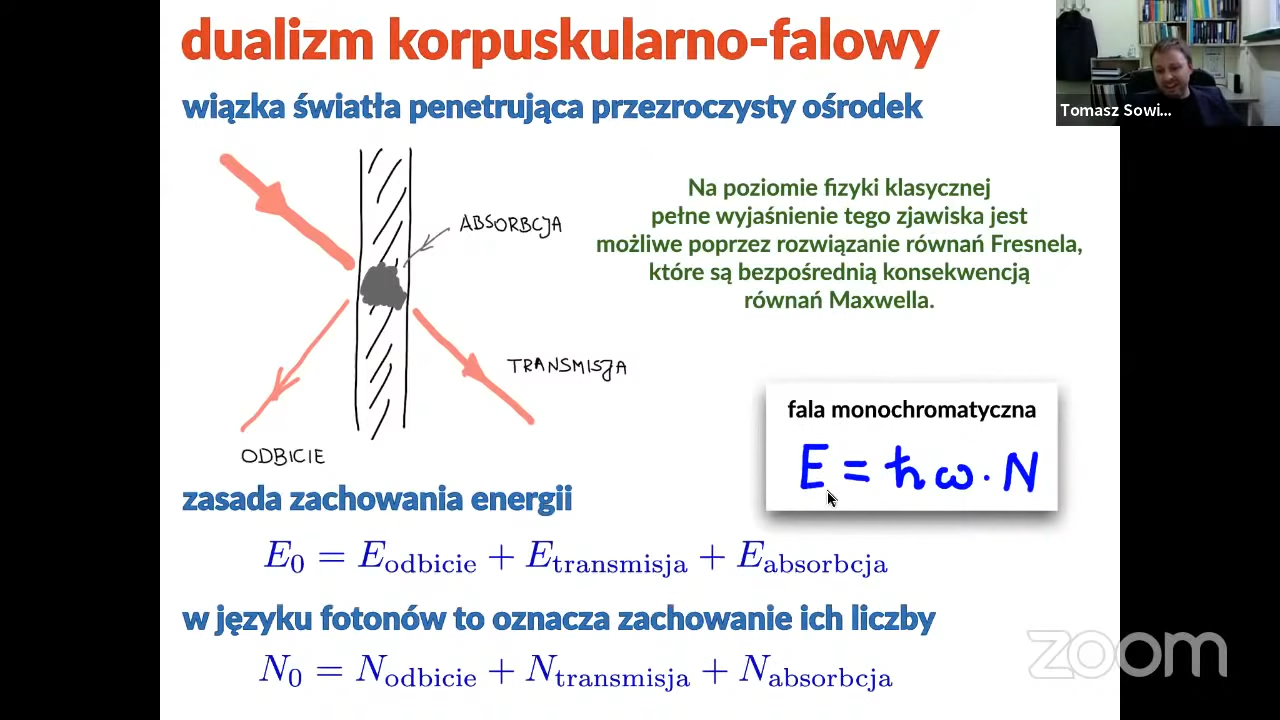 dualizm korpuskularno-falowy
wiązka światła penetrująca przezroczysty ośrodek
Tomasz Sowi...
Na poziomie fizyki klasycznej
pełne wyjaśnienie tego zjawiska jest
możliwe poprzez rozwiązanie równań Fresnela,
które są bezpośrednią konsekwencją
równań Maxwella.
ABSORBCJA
TRANSMISJA
ODBICIE
fala monochromatyczna
E = ħω·N
zasada zachowania energii
E₀ = E_odbicie + E_transmisja + E_absorbcja
w języku fotonów to oznacza zachowanie ich liczby
N₀ = N_odbicie + N_transmisja + N_absorbcja
zoom